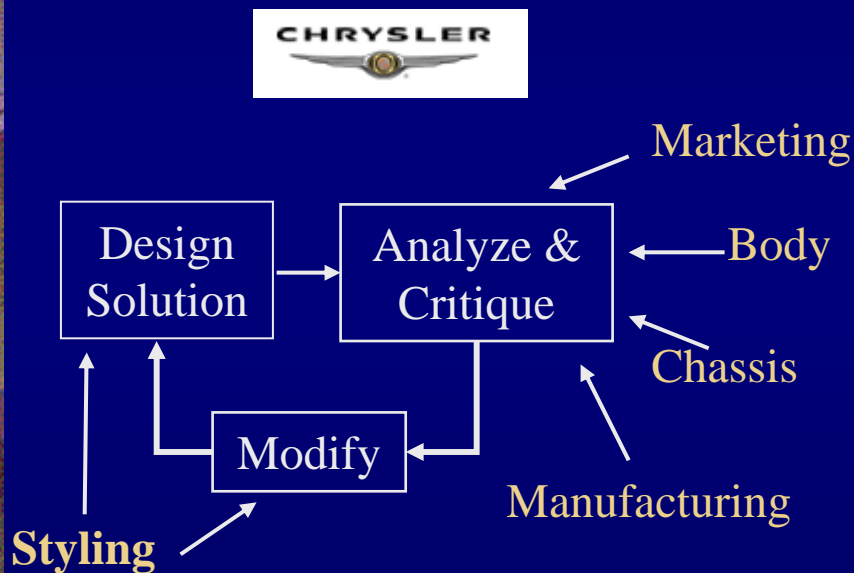 CHRYSLER
Marketing
Design
Solution
Analyze &
Critique
Body
Chassis
Modify
Manufacturing
Styling